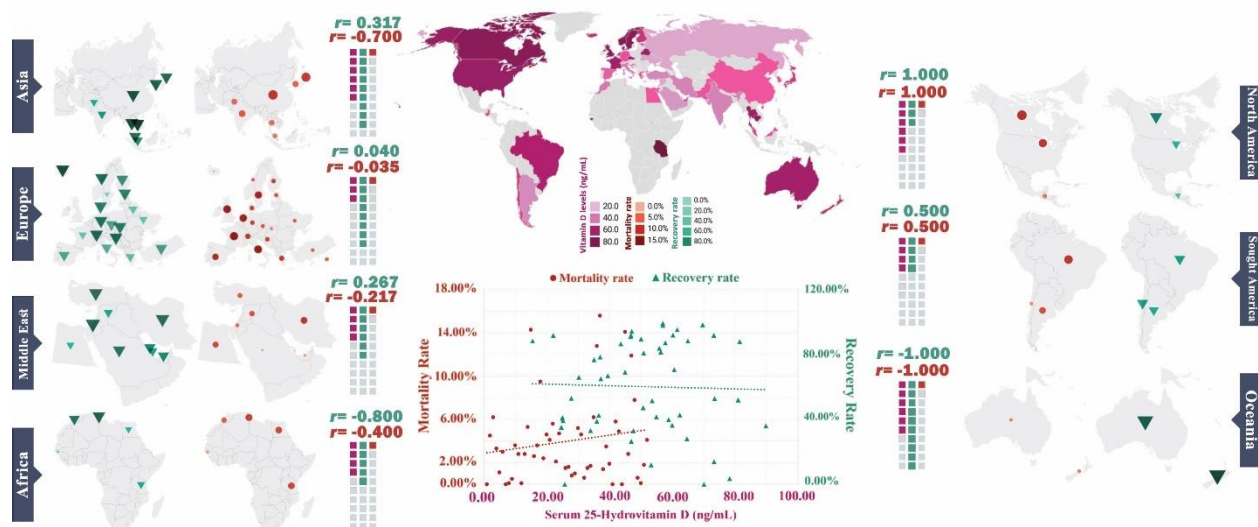 Asia
r= 0.317
r= -0.700
Europe
r= 0.040
r= -0.035
Middle East
r= 0.267
r= -0.217
Africa
r= -0.800
r= -0.400
Vitamin D levels (ng/mL)
20.0
40.0
60.0
80.0
Mortality rate
0.0%
5.0%
10.0%
15.0%
Recovery rate
0.0%
20.0%
40.0%
60.0%
80.0%
Mortality rate
Recovery rate
Mortality Rate
18.00%
14.00%
10.00%
6.00%
2.00%
0.00%
0.00
20.00
40.00
60.00
80.00
100.00
Serum 25-Hydrovitamin D (ng/mL)
Recovery Rate
120.00%
80.00%
40.00%
0.00%
r= 1.000
r= 1.000
North America
r= 0.500
r= 0.500
Sought America
r= -1.000
r= -1.000
Oceania